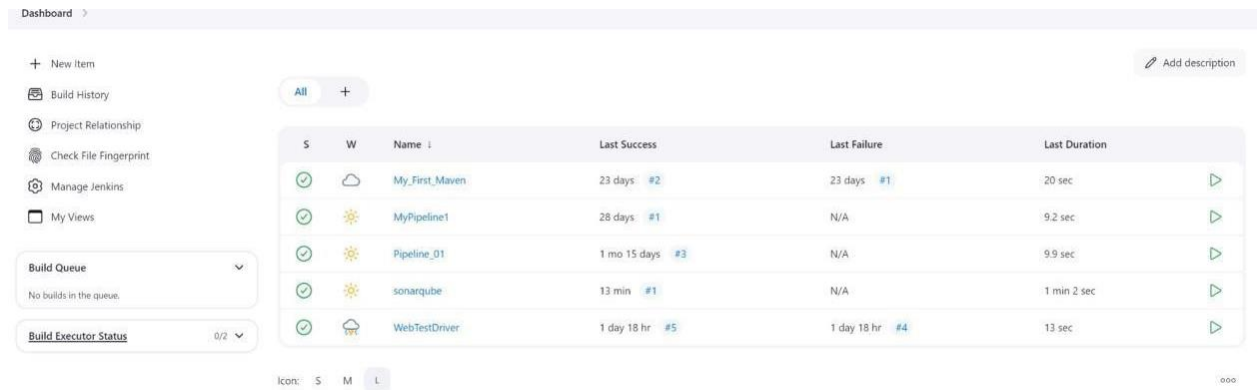 Dashboard
New Item
Build History
Project Relationship
Check File Fingerprint
Manage Jenkins
My Views
Build Queue
No builds in the queue.
Build Executor Status 0/2
Add description
All +
S W Name ↓ Last Success Last Failure Last Duration
My_First_Maven 23 days #2 23 days #1 20 sec
MyPipeline1 28 days #1 N/A 9.2 sec
Pipeline_01 1 mo 15 days #3 N/A 9.9 sec
sonarqube 13 min #1 N/A 1 min 2 sec
WebTestDriver 1 day 18 hr #5 1 day 18 hr #4 13 sec
Icon: S M L